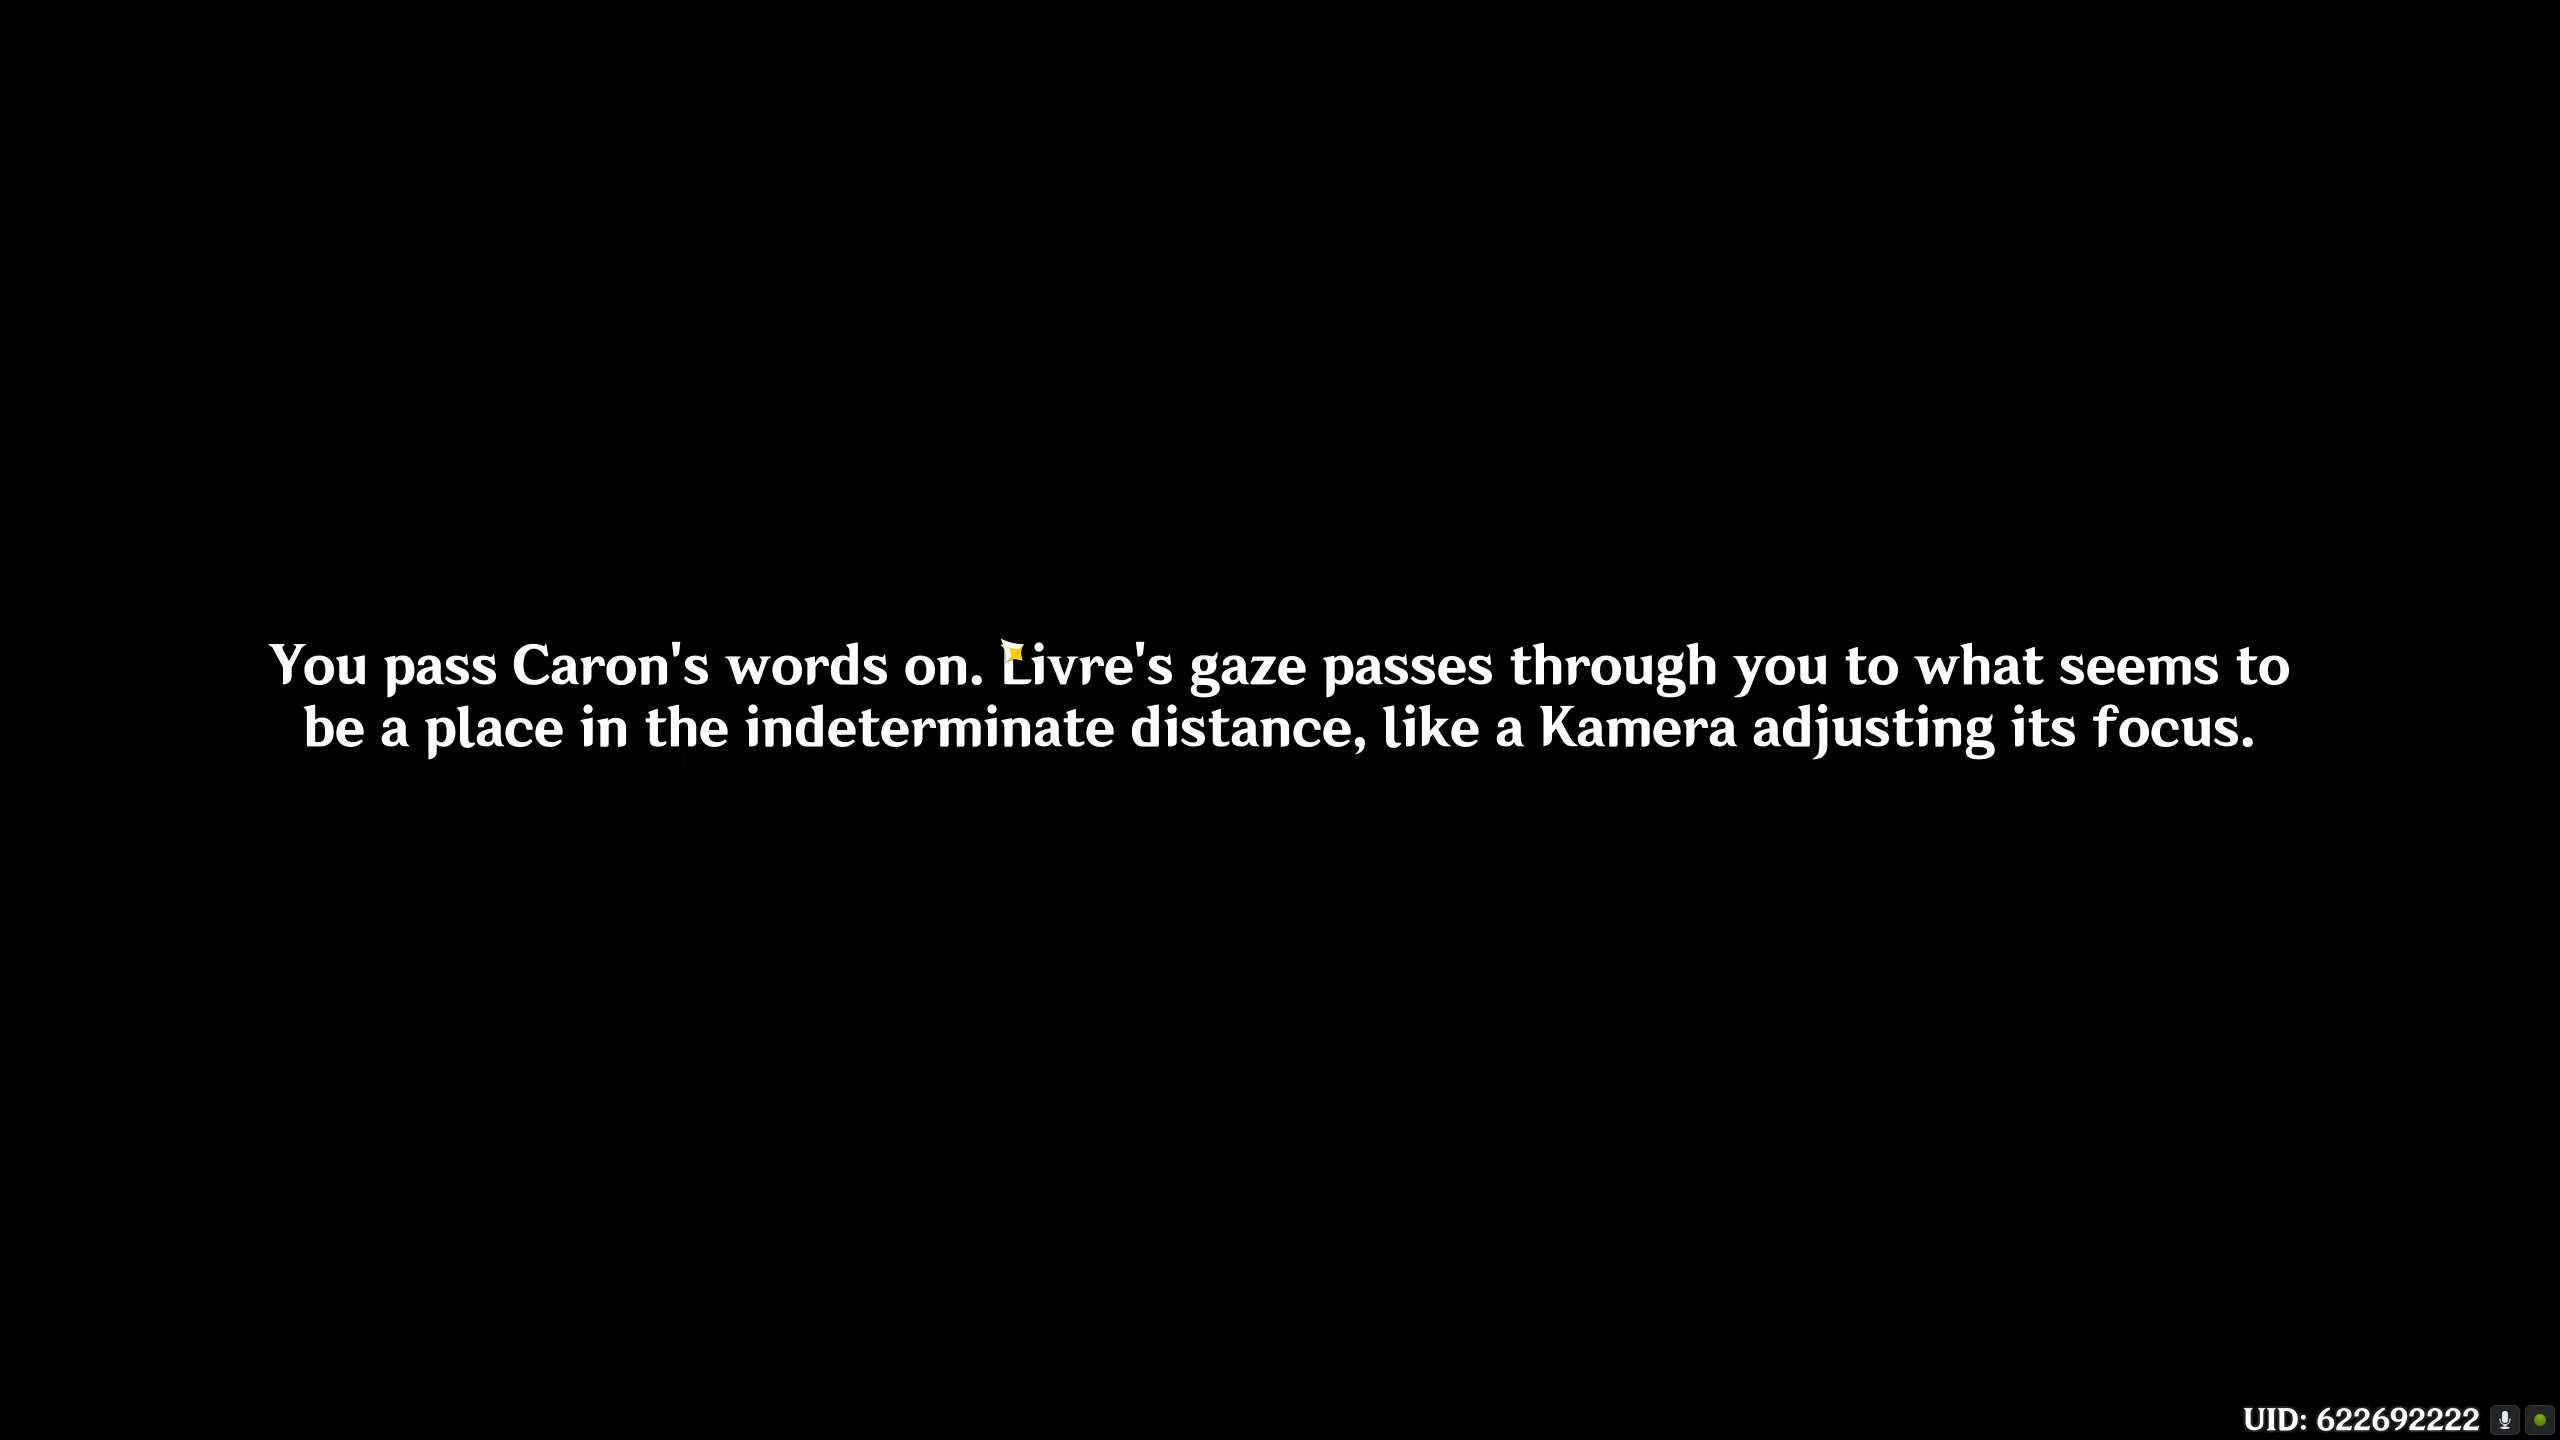 You pass Caron's words on. Livre's gaze passes through you to what seems to
be a place in the indeterminate distance, like a Kamera adjusting its focus.
UID: 622692222